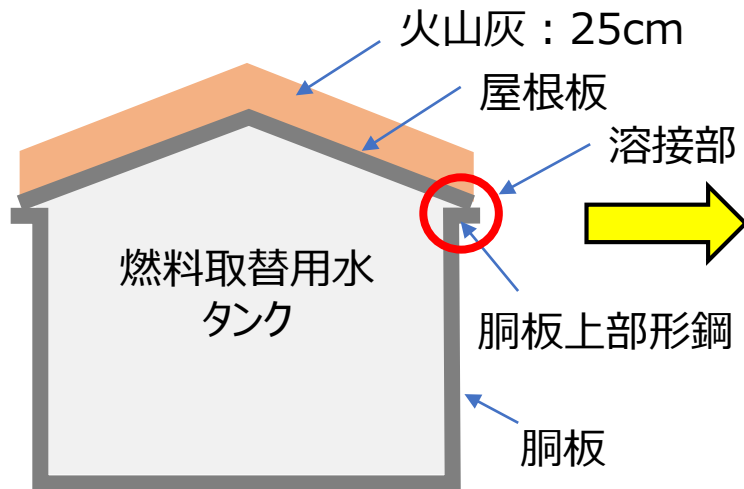 火山灰：25cm
屋根板
溶接部
燃料取替用水
タンク
胴板上部形鋼
胴板